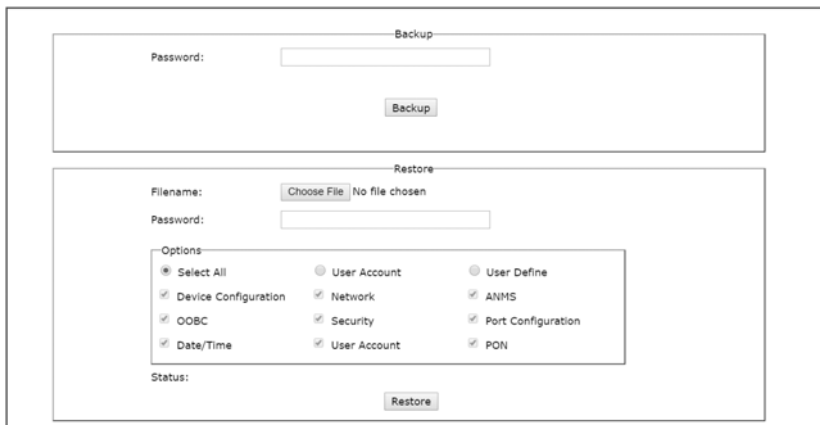 Backup
Password:
Backup
Restore
Filename: Choose File No file chosen
Password:
Options
Select All User Account User Define
Device Configuration Network ANMS
OOBC Security Port Configuration
Date/Time User Account PON
Status:
Restore